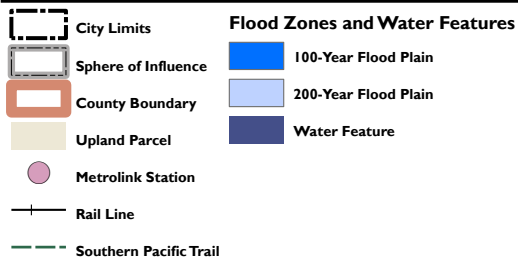 City Limits
Sphere of Influence
County Boundary
Upland Parcel
Metrolink Station
Rail Line
Southern Pacific Trail
Flood Zones and Water Features
100-Year Flood Plain
200-Year Flood Plain
Water Feature